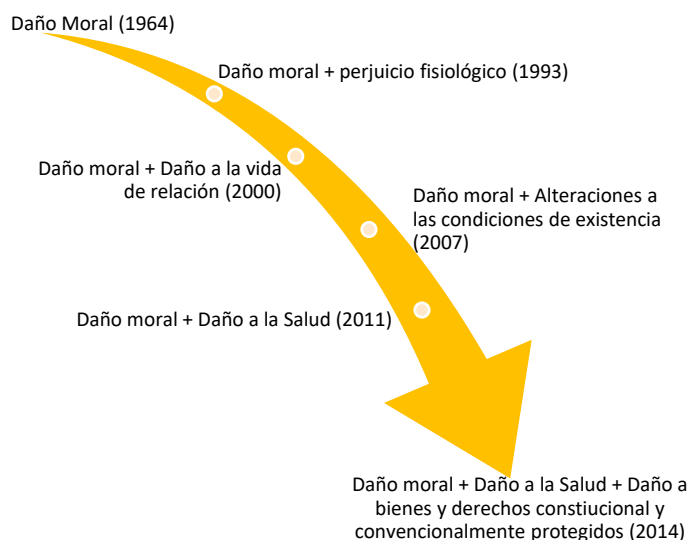 Daño Moral (1964)
Daño moral + perjuicio fisiológico (1993)
Daño moral + Daño a la vida
de relación (2000)
Daño moral + Alteraciones a
las condiciones de existencia
(2007)
Daño moral + Daño a la Salud (2011)
Daño moral + Daño a la Salud + Daño a
bienes y derechos constiucional y
convencionalmente protegidos (2014)